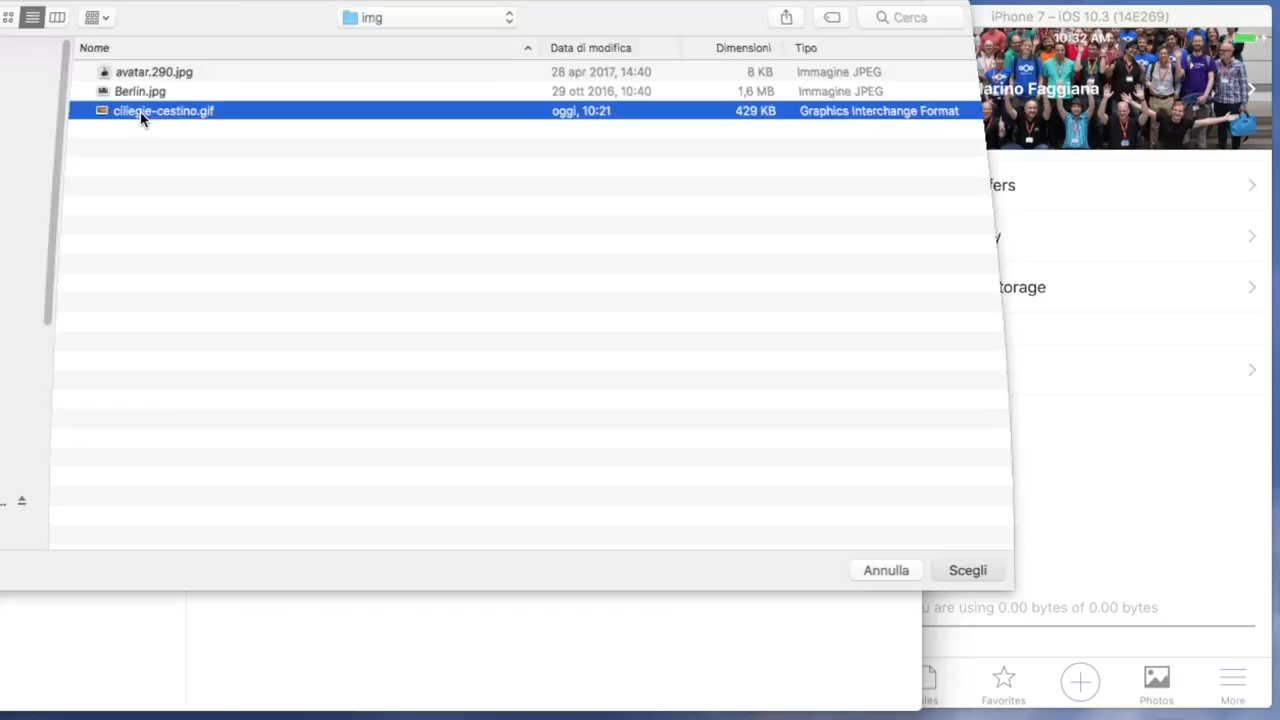 img
Cerca
Nome Data di modifica Dimensioni Tipo
avatar.290.jpg 28 apr 2017, 14:40 8 KB Immagine JPEG
Berlin.jpg 29 ott 2016, 10:40 1,6 MB Immagine JPEG
ciliegie-cestino.gif oggi, 10:21 429 KB Graphics Interchange Format
Annulla Scegli
iPhone 7 – iOS 10.3 (14E269)
10:32 AM
arino Faggiana
fers
y
torage
u are using 0.00 bytes of 0.00 bytes
les Favorites Photos More